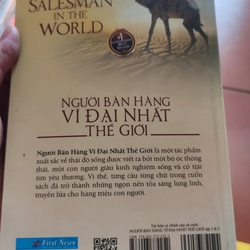 SALESMAN
IN THE
WORLD
NGƯỜI BÁN HÀNG
VĨ ĐẠI NHẤT
THẾ GIỚI
Người Bán Hàng Vĩ Đại Nhất Thế Giới là một tác phẩm
xuất sắc về thái độ sống được viết ra bởi một bộ óc thông
thái, một con người giàu kinh nghiệm sống và có trái
tim yêu thương. Vì thế, từng câu từng chữ trong cuốn
sách đã trở thành những ngọn nến tỏa sáng lung linh,
truyền lửa cho hàng triệu con người.
First News